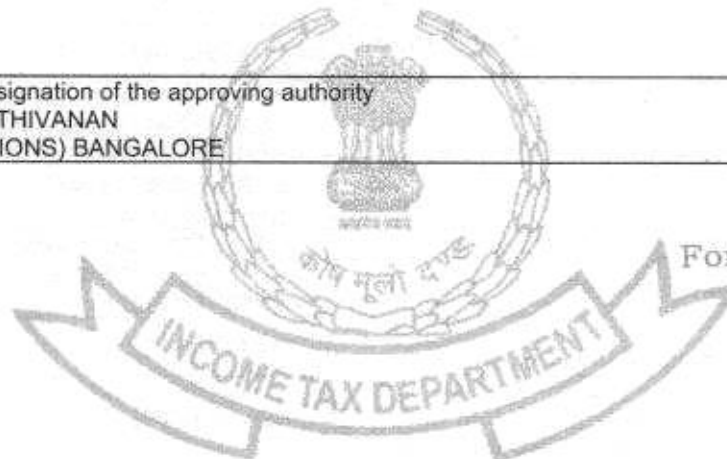 signation of the approving authority
THIVANAN
IONS) BANGALORE
कोष मूलो दण्ड
For
INCOME TAX DEPARTMENT